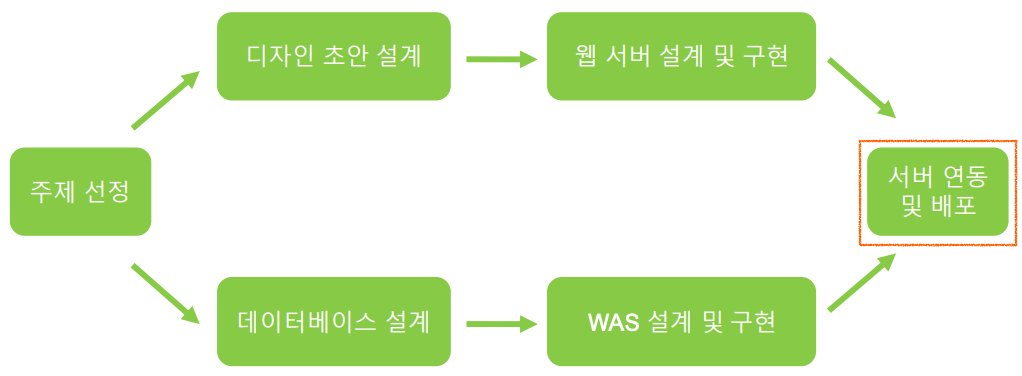 디자인 초안 설계
웹 서버 설계 및 구현
주제 선정
서버 연동
및 배포
데이터베이스 설계
WAS 설계 및 구현